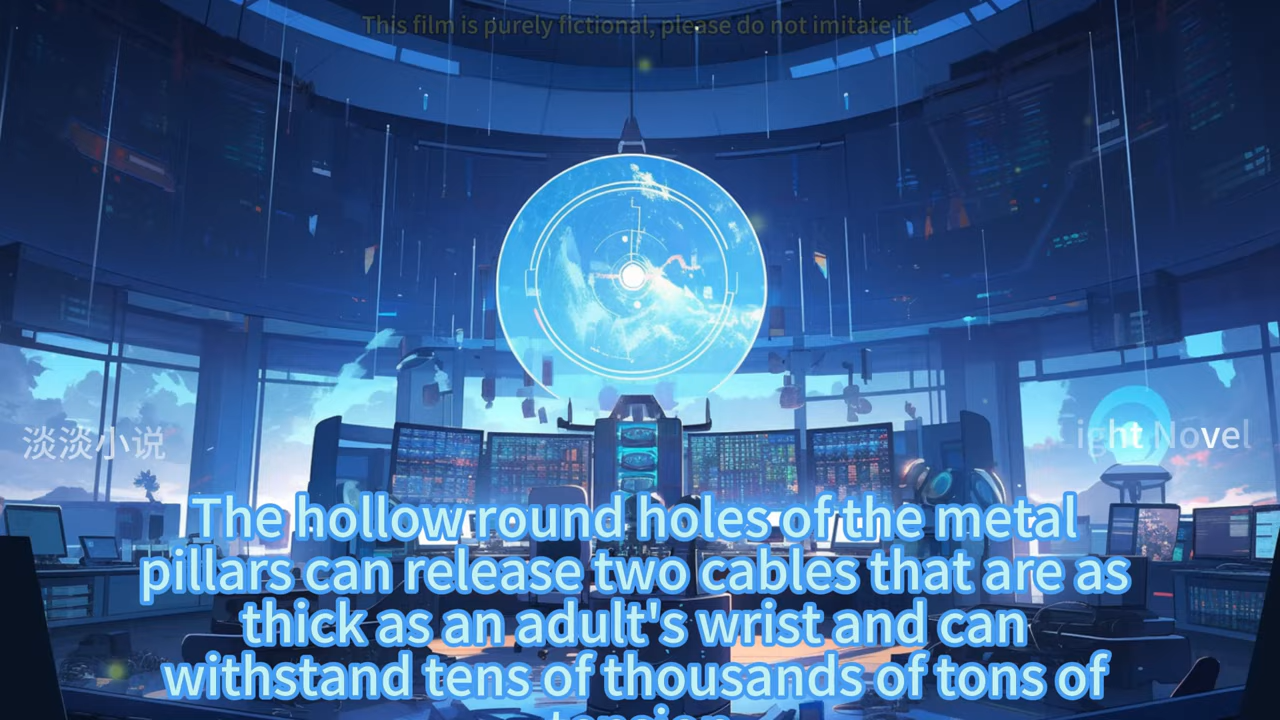 This film is purely fictional, please do not imitate it.
淡淡小说
ight Novel
The hollow round holes of the metal
pillars can release two cables that are as
thick as an adult's wrist and can
withstand tens of thousands of tons of
tension